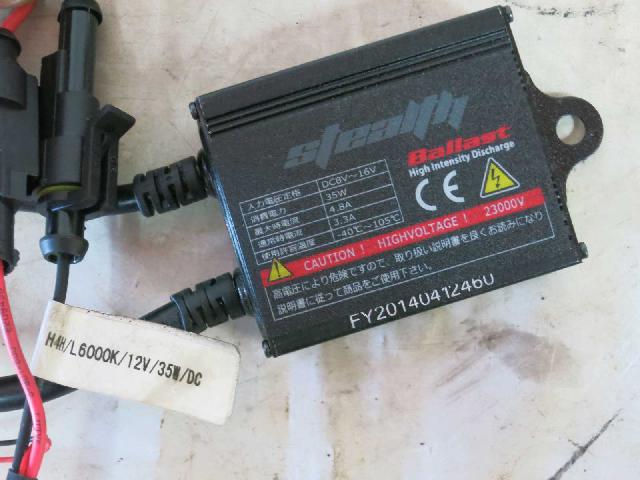 stealth
Ballast
High Intensity Discharge
入力電圧定格 DC8V～16V
消費電力 35W
最大時電流 4.8A
通常時電流 3.3A
使用許容温度 -40℃～105℃
CE
CAUTION ! HIGHVOLTAGE ! 23000V
高電圧により危険ですので、取り扱い説明書を良くお読みになり
説明書に従って商品をご使用下さい。
FY2014041246U
H4H/L6000K/12V/35W/DC